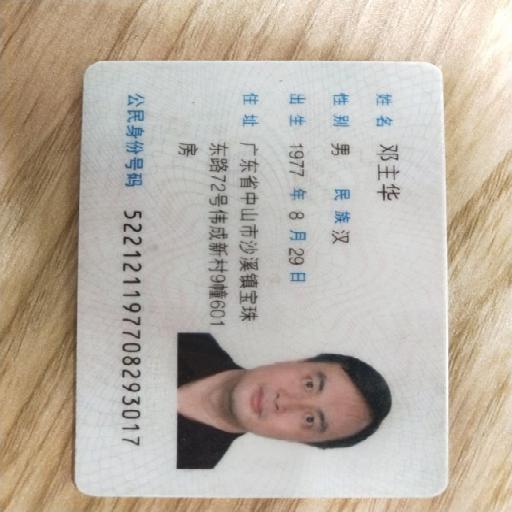 姓名 邓主华
性别 男 民族 汉
出生 1977 年 8 月 29 日
住址 广东省中山市沙溪镇宝珠
东路72号伟成新村9幢601
房
公民身份号码 522121197708293017